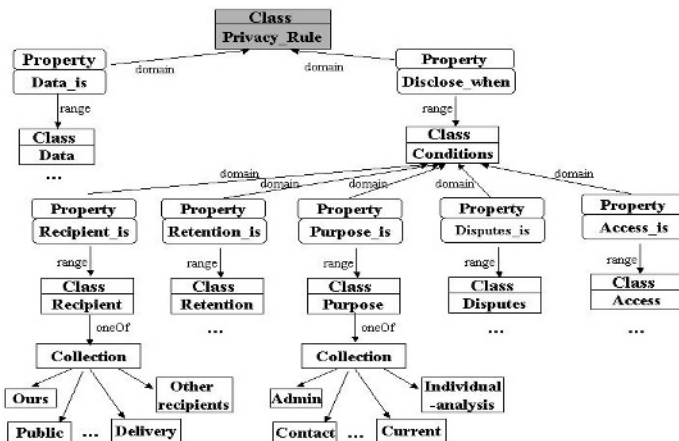 Class
Privacy_Rule
Property
Data_is
domain
domain
Property
Disclose_when
range
range
Class
Data
...
Class
Conditions
domain
domain
domain
domain
domain
Property
Recipient_is
Property
Retention_is
Property
Purpose_is
Property
Disputes_is
Property
Access_is
range
range
range
range
range
Class
Recipient
Class
Retention
...
Class
Purpose
Class
Disputes
...
Class
Access
...
oneOf
oneOf
Collection
Collection
Ours
Other
recipients
Public
...
Delivery
Admin
Individual
-analysis
Contact
...
Current